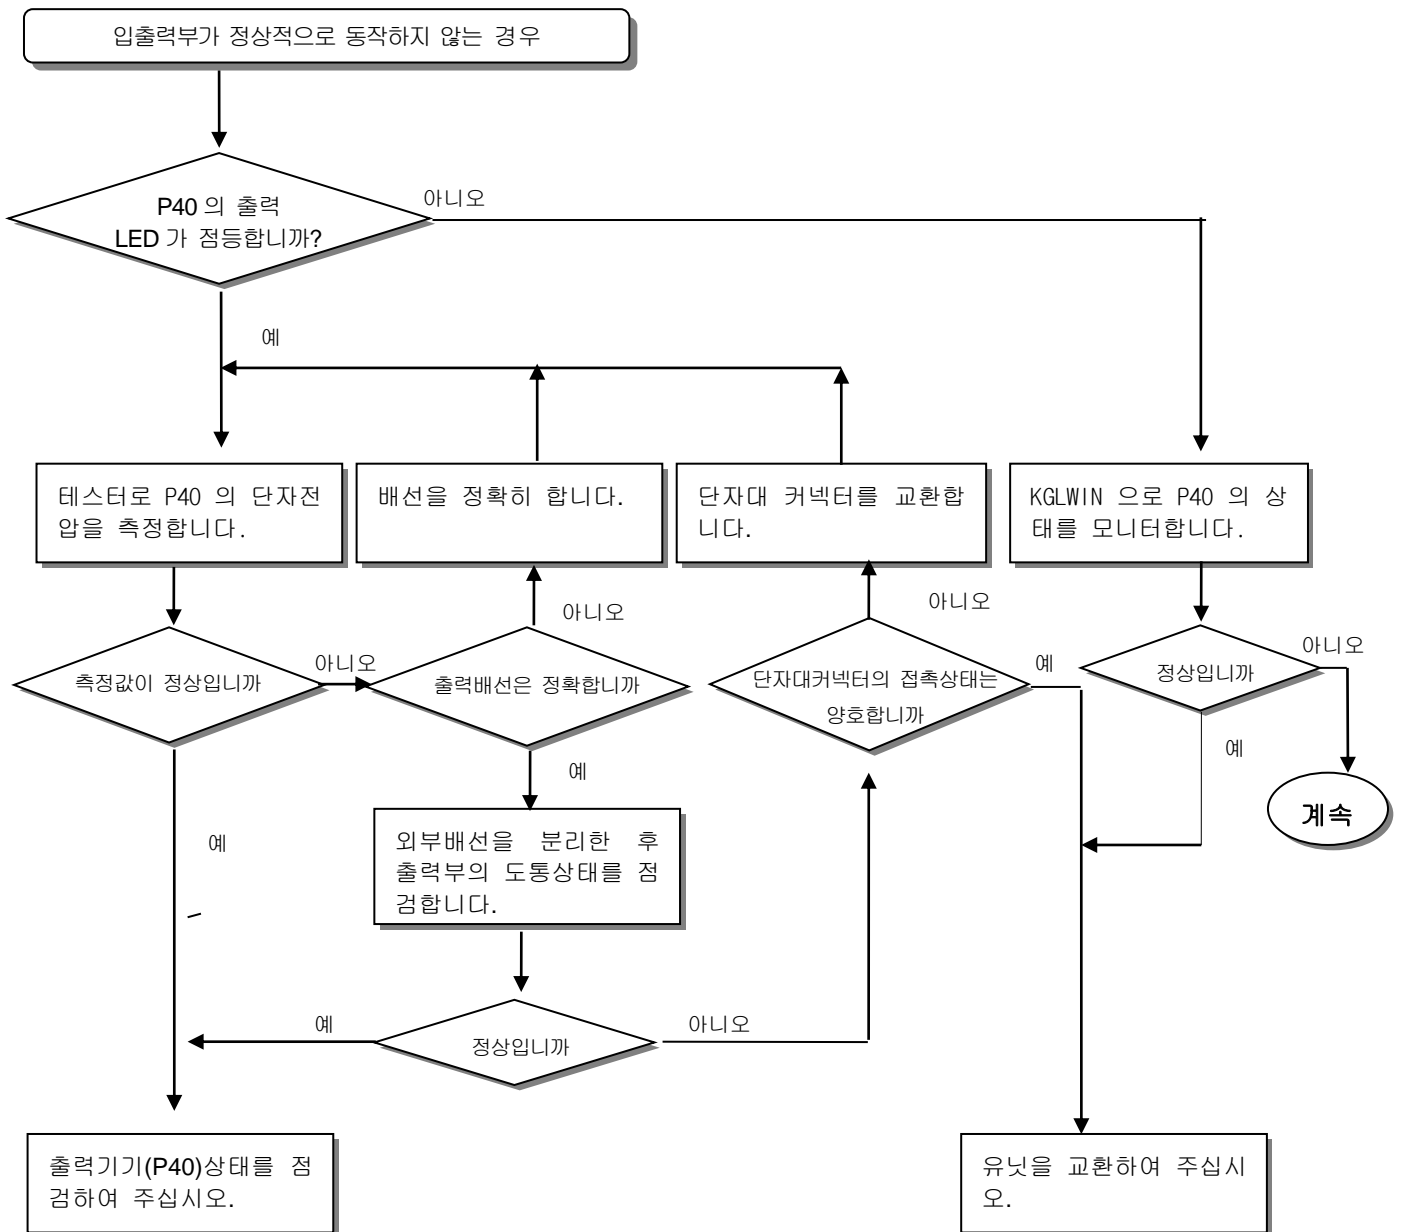 입출력부가 정상적으로 동작하지 않는 경우
P40 의 출력
LED 가 점등합니까?
아니오
예
테스터로 P40 의 단자전
압을 측정합니다.
배선을 정확히 합니다.
단자대 커넥터를 교환합
니다.
KGLWIN 으로 P40 의 상
태를 모니터합니다.
아니오
아니오
측정값이 정상입니까
아니오
출력배선은 정확합니까
단자대커넥터의 접촉상태는
양호합니까
예
정상입니까
아니오
예
예
계속
예
외부배선을 분리한 후
출력부의 도통상태를 점
검합니다.
예
정상입니까
아니오
출력기기(P40)상태를 점
검하여 주십시오.
유닛을 교환하여 주십시
오.